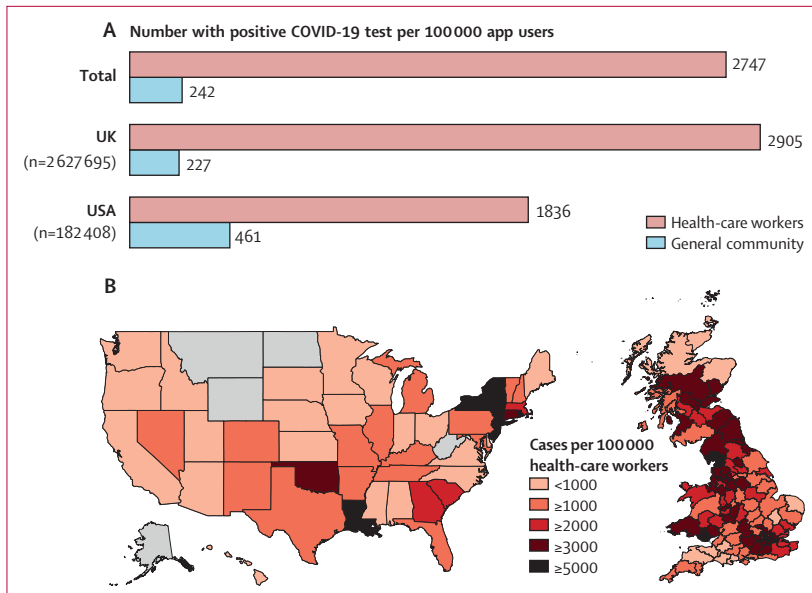 A Number with positive COVID-19 test per 100 000 app users
Total
2747
242
UK
(n=2 627 695)
2905
227
USA
(n=182 408)
1836
461
Health-care workers
General community
B
Cases per 100 000
health-care workers
<1000
≥1000
≥2000
≥3000
≥5000